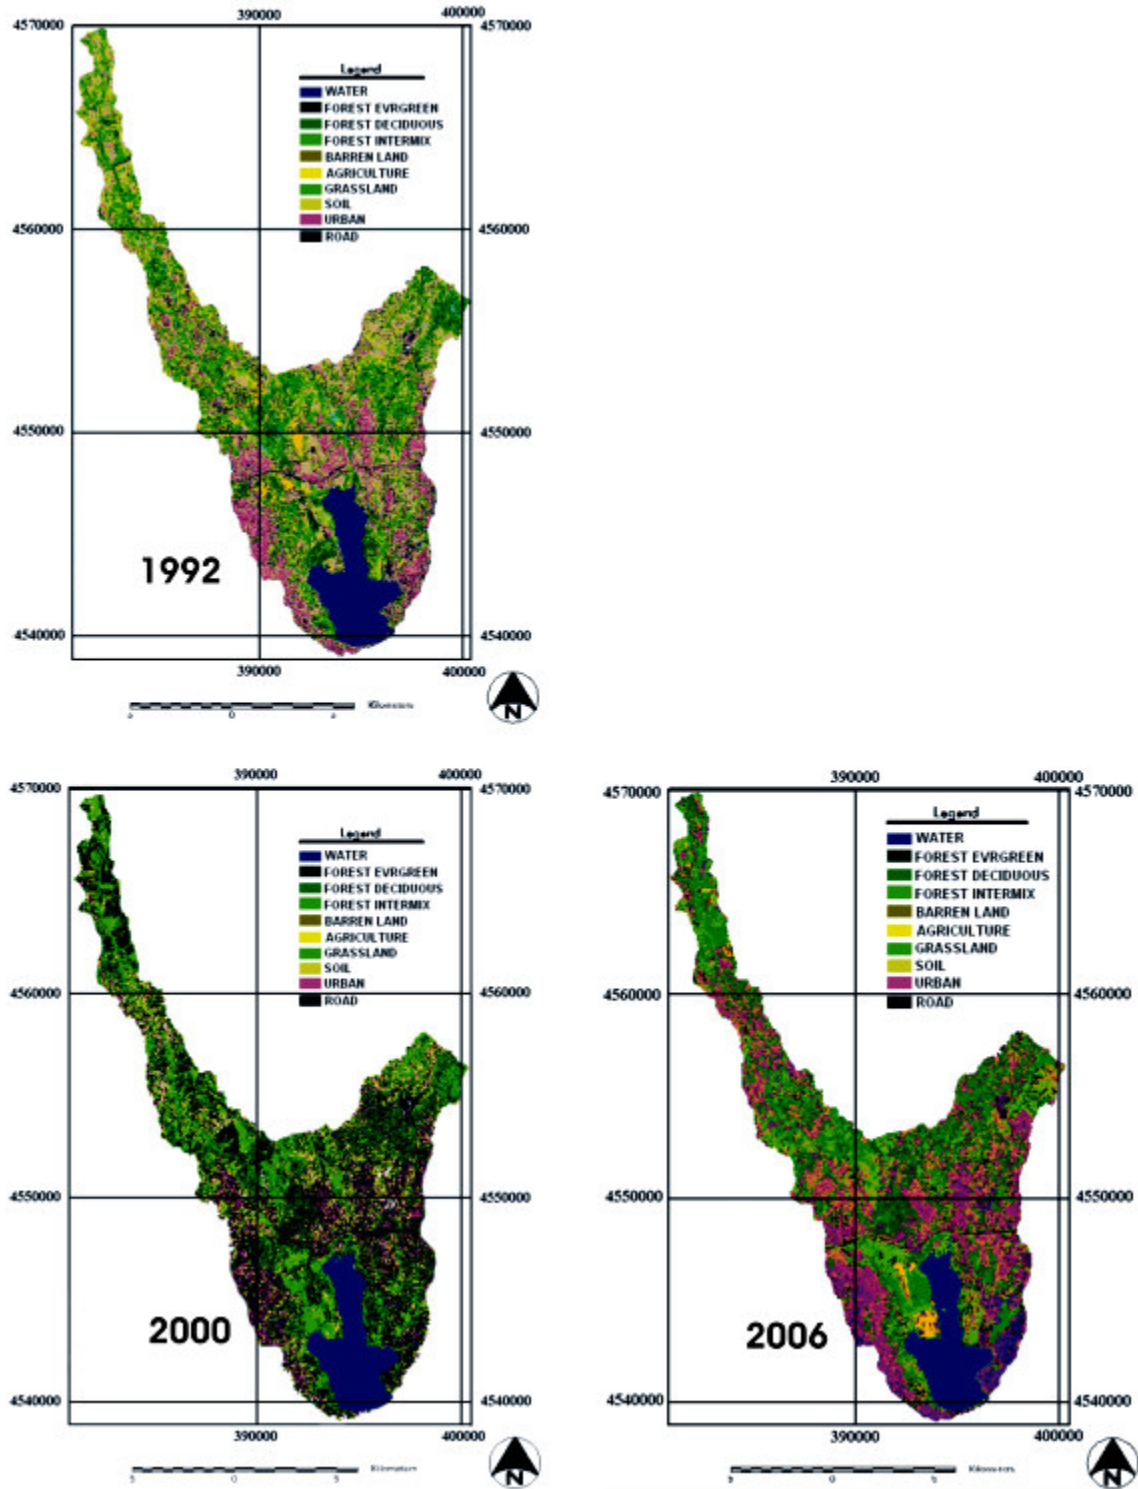 390000 400000
4570000 4570000
Legend
WATER
FOREST EVRGREEN
FOREST DECIDUOUS
FOREST INTERMIX
BARREN LAND
AGRICULTURE
GRASSLAND
SOIL
URBAN
ROAD
4560000 4560000
4550000 4550000
1992
4540000 4540000
390000 400000
N
390000 400000
4570000 4570000
Legend
WATER
FOREST EVRGREEN
FOREST DECIDUOUS
FOREST INTERMIX
BARREN LAND
AGRICULTURE
GRASSLAND
SOIL
URBAN
ROAD
4560000 4560000
4550000 4550000
2000
4540000 4540000
390000 400000
N
390000 400000
4570000 4570000
Legend
WATER
FOREST EVRGREEN
FOREST DECIDUOUS
FOREST INTERMIX
BARREN LAND
AGRICULTURE
GRASSLAND
SOIL
URBAN
ROAD
4560000 4560000
4550000 4550000
2006
4540000 4540000
390000 400000
N